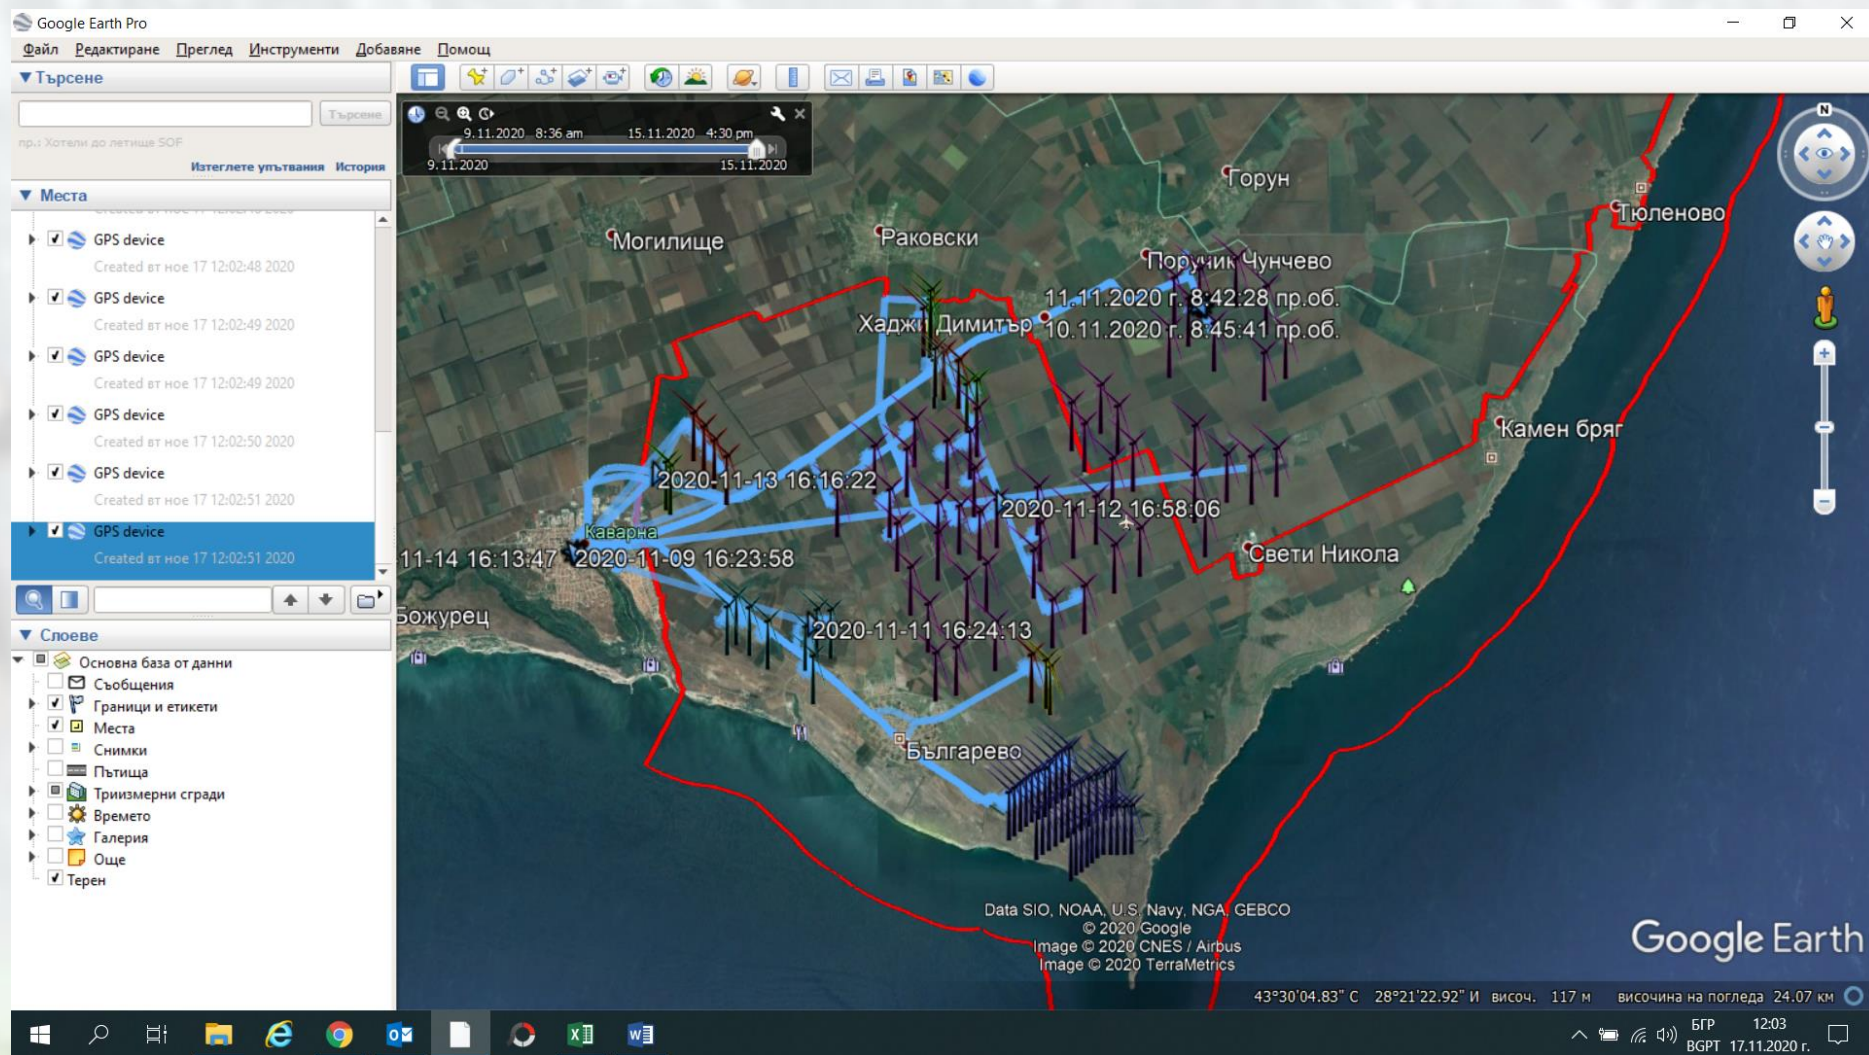 Google Earth Pro
Файл Редактиране Преглед Инструменти Добавяне Помощ
Търсене
Търсене
пр.: Хотели до летище SOF
Изтеглете упътвания История
Места
GPS device
Created вт ное 17 12:02:48 2020
GPS device
Created вт ное 17 12:02:49 2020
GPS device
Created вт ное 17 12:02:49 2020
GPS device
Created вт ное 17 12:02:50 2020
GPS device
Created вт ное 17 12:02:51 2020
GPS device
Created вт ное 17 12:02:51 2020
Слоеве
Основна база от данни
Съобщения
Граници и етикети
Места
Снимки
Пътища
Триизмерни сгради
Времето
Галерия
Още
Терен
9.11.2020 8:36 am 15.11.2020 4:30 pm
9.11.2020 15.11.2020
N
Горун
Тюленово
Могилище
Раковски
Поручик Чунчево
11.11.2020 г. 8:42:28 пр.об.
Хаджи Димитър
10.11.2020 г. 8:45:41 пр.об.
Камен бряг
2020-11-13 16:16:22
2020-11-12 16:58:06
Каварна
11-14 16:13:47
2020-11-09 16:23:58
Свети Никола
Божурец
2020-11-11 16:24:13
Българево
Data SIO, NOAA, U.S. Navy, NGA, GEBCO
© 2020 Google
Image © 2020 CNES / Airbus
Image © 2020 TerraMetrics
Google Earth
43°30'04.83" С 28°21'22.92" И височ. 117 м височина на погледа 24.07 км
БГР 12:03
BGPT 17.11.2020 г.